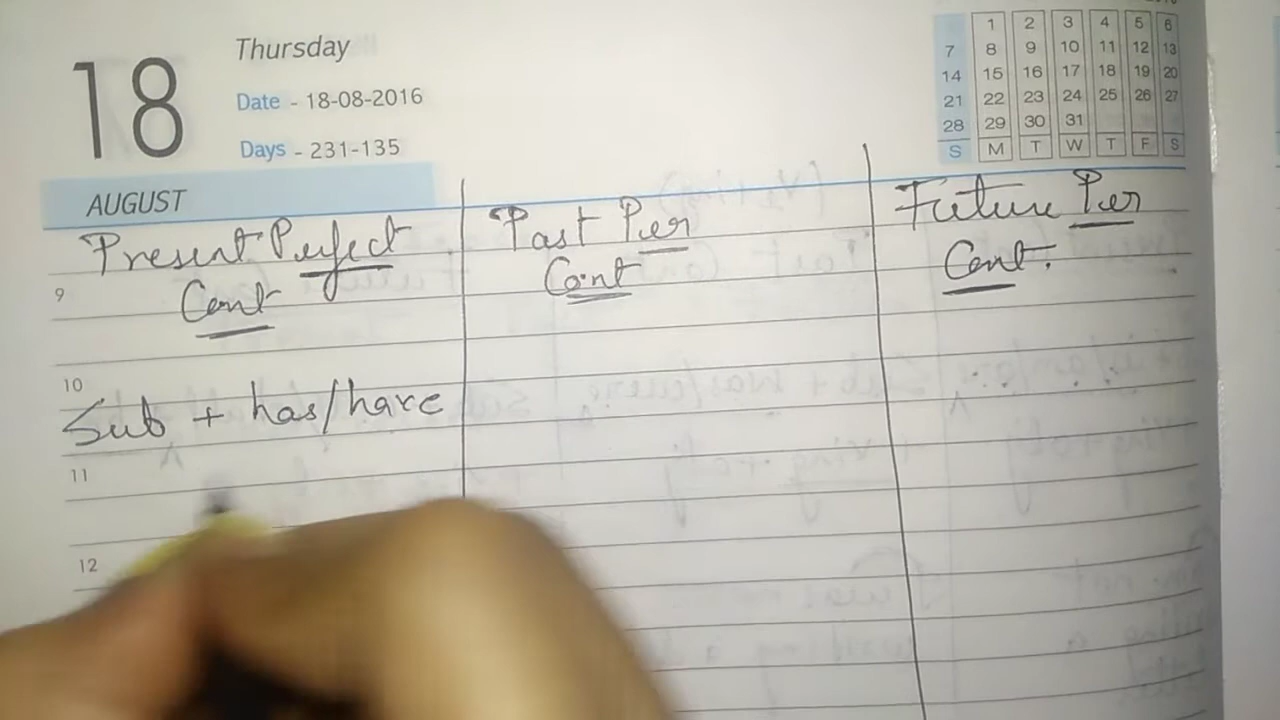 18
Thursday
Date - 18-08-2016
Days - 231-135
AUGUST
1 2 3 4 5 6
7 8 9 10 11 12 13
14 15 16 17 18 19 20
21 22 23 24 25 26 27
28 29 30 31
S M T W T F S
Present Perfect
Cont
Past Per
Cont
Future Per
Cont.
9
10
Sub + has/have
11
12